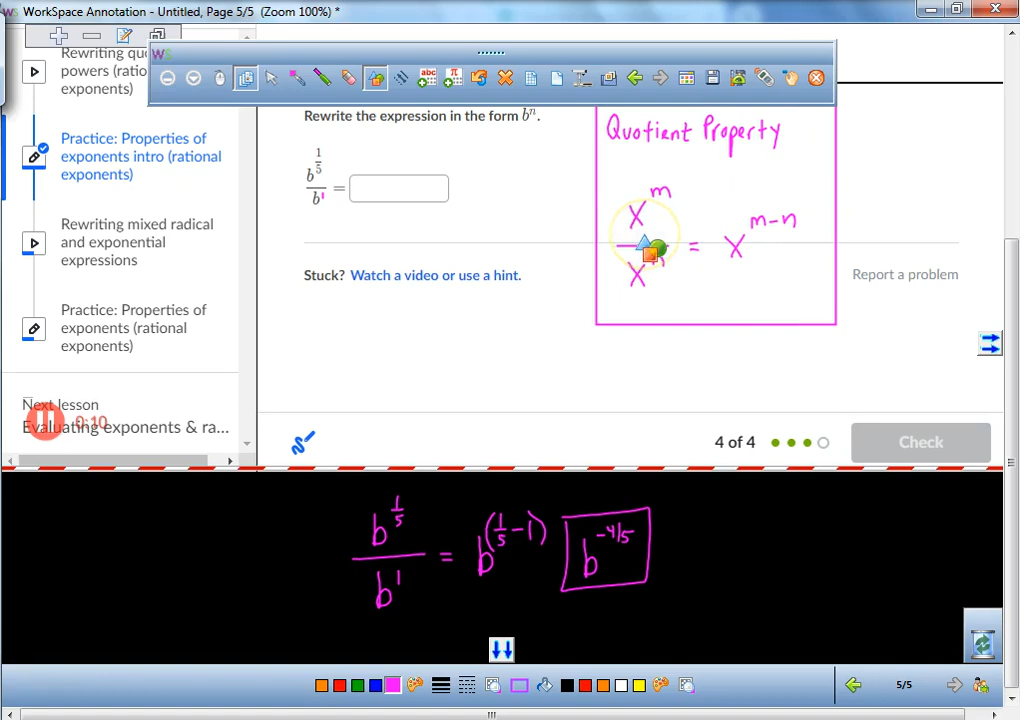 WorkSpace Annotation - Untitled, Page 5/5 (Zoom 100%) *
Rewriting quo
powers (ratio
exponents)
Practice: Properties of
exponents intro (rational
exponents)
Rewriting mixed radical
and exponential
expressions
Practice: Properties of
exponents (rational
exponents)
Next lesson
Evaluating exponents & ra...
0:10
WS
abc
π
Rewrite the expression in the form bⁿ.
b^(1/5) / b¹ =
Stuck? Watch a video or use a hint.
Quotient Property
x^m / x^n = x^(m-n)
Report a problem
4 of 4
Check
b^(1/5) / b¹ = b^(1/5 - 1) b^(-4/5)
5/5